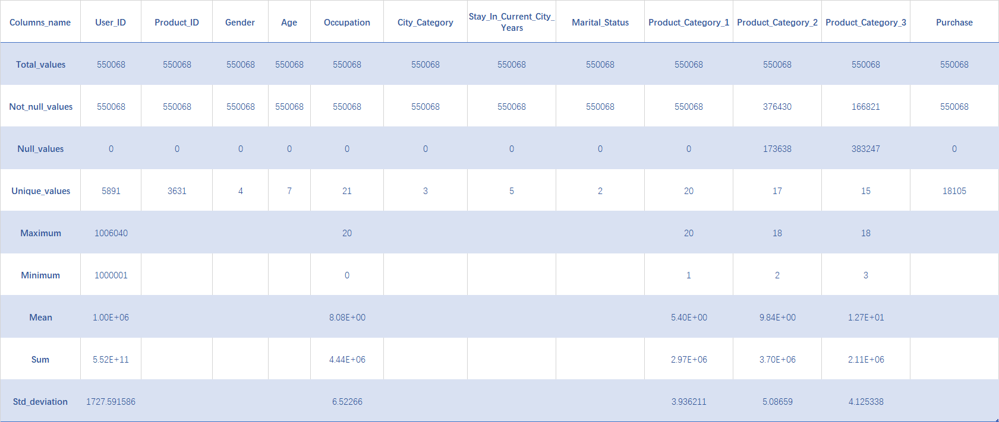 Columns_name User_ID Product_ID Gender Age Occupation City_Category Stay_In_Current_City_Years Marital_Status Product_Category_1 Product_Category_2 Product_Category_3 Purchase
Total_values 550068 550068 550068 550068 550068 550068 550068 550068 550068 550068 550068 550068
Not_null_values 550068 550068 550068 550068 550068 550068 550068 550068 550068 376430 166821 550068
Null_values 0 0 0 0 0 0 0 0 0 173638 383247 0
Unique_values 5891 3631 4 7 21 3 5 2 20 17 15 18105
Maximum 1006040 20 20 18 18
Minimum 1000001 0 1 2 3
Mean 1.00E+06 8.08E+00 5.40E+00 9.84E+00 1.27E+01
Sum 5.52E+11 4.44E+06 2.97E+06 3.70E+06 2.11E+06
Std_deviation 1727.591586 6.52266 3.936211 5.08659 4.125338